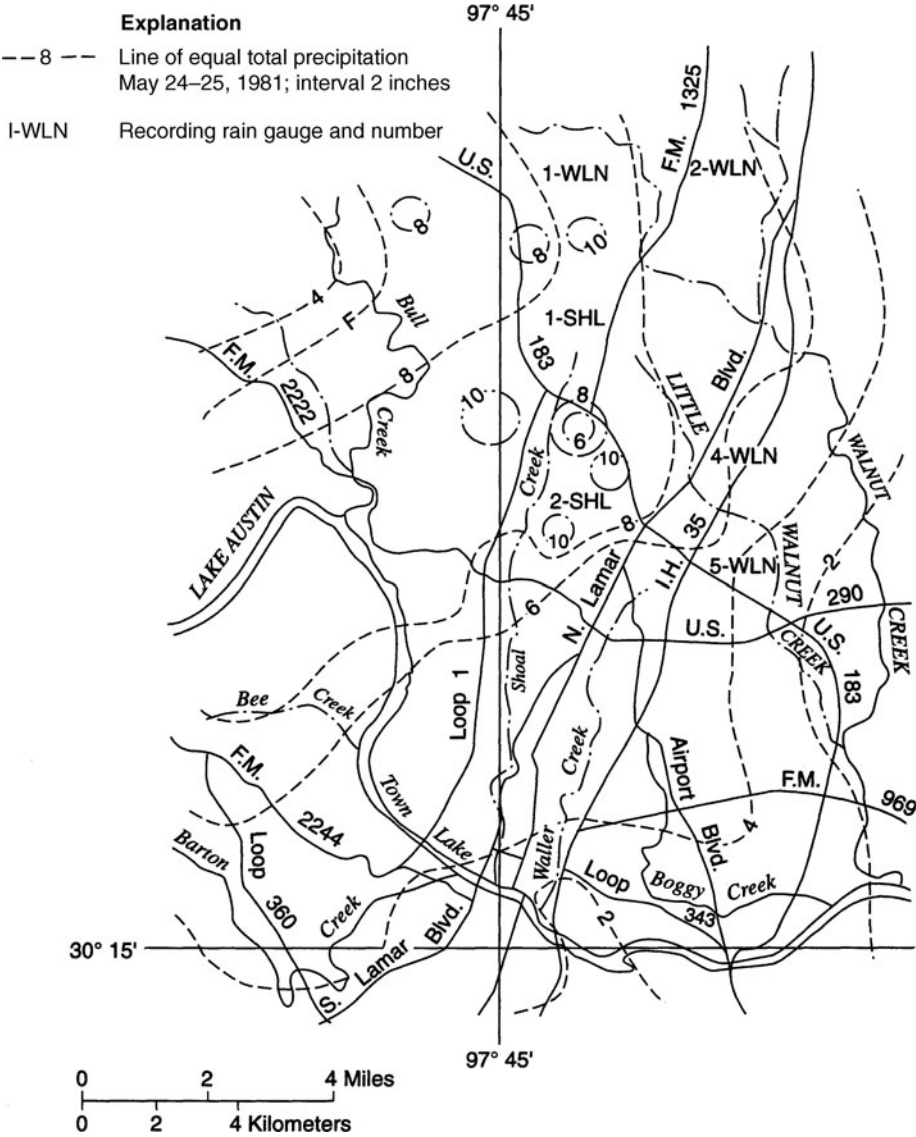 Explanation
8 Line of equal total precipitation
May 24–25, 1981; interval 2 inches
I-WLN Recording rain gauge and number
97° 45'
U.S.
1-WLN
F.M. 1325
2-WLN
8
8
10
4
F
Bull
1-SHL
183
F.M.
2222
8
Creek
10
8
6
10
Creek
LITTLE
Blvd.
4-WLN
WALNUT
2-SHL
10
8
35
WALNUT
5-WLN
2
LAKE AUSTIN
Lamar
I.H.
290
6
N.
U.S.
CREEK
U.S.
CREEK
Shoal
183
Bee
Creek
Loop 1
Creek
Airport
F.M.
F.M.
969
2244
Town
Lake
4
Barton
Loop
Waller
Blvd.
Loop
Boggy
Creek
360
Creek
Blvd.
2
343
30° 15'
Lamar
S.
97° 45'
0 2 4 Miles
0 2 4 Kilometers